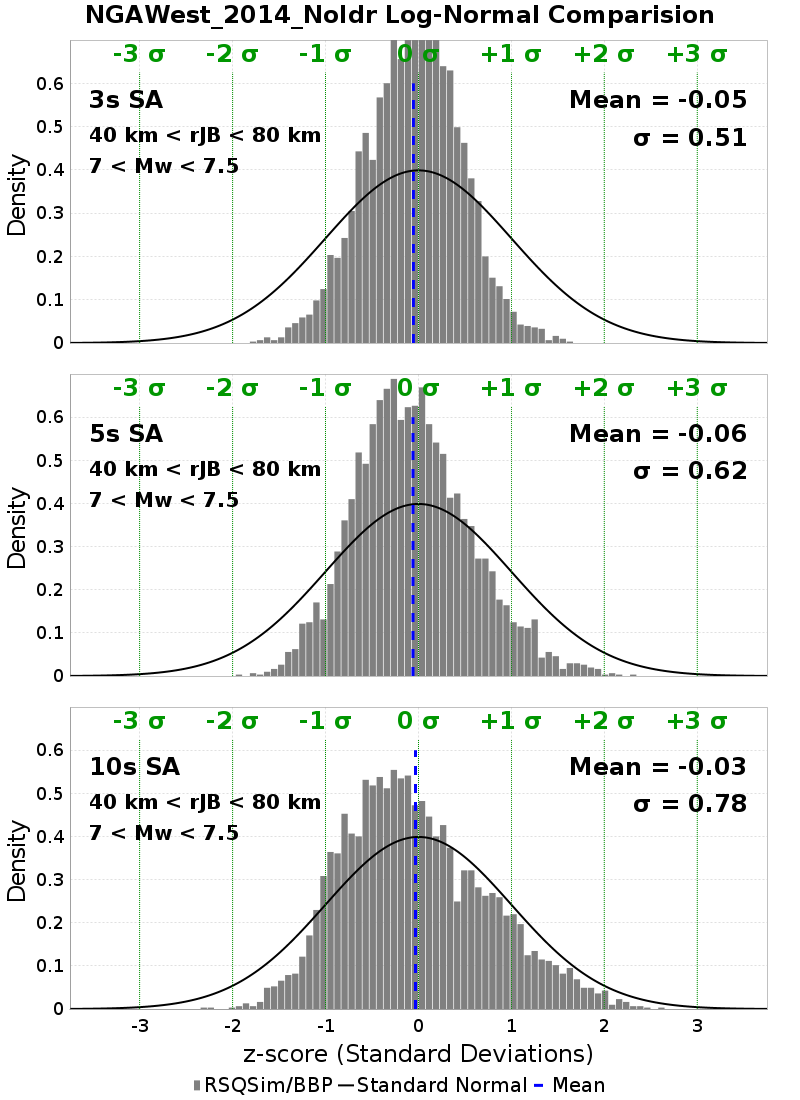 NGAWest_2014_NoIdr Log-Normal Comparision
-3 σ -2 σ -1 σ 0 σ +1 σ +2 σ +3 σ
3s SA
Mean = -0.05
40 km < rJB < 80 km
σ = 0.51
7 < Mw < 7.5
0.6
0.5
0.4
0.3
0.2
0.1
0
Density
-3 σ -2 σ -1 σ 0 σ +1 σ +2 σ +3 σ
5s SA
Mean = -0.06
40 km < rJB < 80 km
σ = 0.62
7 < Mw < 7.5
0.6
0.5
0.4
0.3
0.2
0.1
0
Density
-3 σ -2 σ -1 σ 0 σ +1 σ +2 σ +3 σ
10s SA
Mean = -0.03
40 km < rJB < 80 km
σ = 0.78
7 < Mw < 7.5
0.6
0.5
0.4
0.3
0.2
0.1
0
Density
-3 -2 -1 0 1 2 3
z-score (Standard Deviations)
RSQSim/BBP Standard Normal Mean